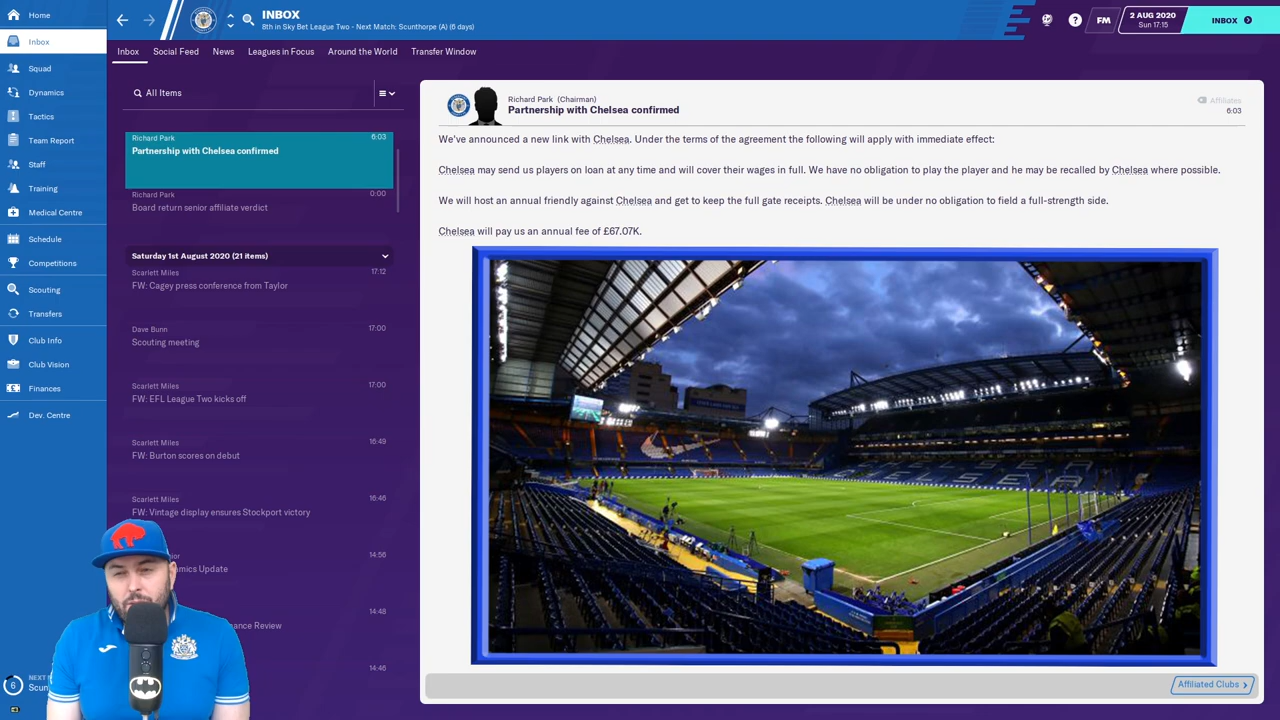 Home
Inbox
Squad
Dynamics
Tactics
Team Report
Staff
Training
Medical Centre
Schedule
Competitions
Scouting
Transfers
Club Info
Club Vision
Finances
Dev. Centre
6
INBOX
8th in Sky Bet League Two - Next Match: Scunthorpe (A) (6 days)
FM
2 AUG 2020
Sun 17:15
INBOX
Inbox Social Feed News Leagues in Focus Around the World Transfer Window
All Items
Richard Park 6:03
Partnership with Chelsea confirmed
Richard Park 0:00
Board return senior affiliate verdict
Saturday 1st August 2020 (21 items)
Scarlett Miles 17:12
FW: Cagey press conference from Taylor
Dave Bunn 17:00
Scouting meeting
Scarlett Miles 17:00
FW: EFL League Two kicks off
Scarlett Miles 16:49
FW: Burton scores on debut
Scarlett Miles 16:46
FW: Vintage display ensures Stockport victory
14:56
Update
14:48
Review
14:46
Richard Park (Chairman)
Partnership with Chelsea confirmed
Affiliates
6:03
We've announced a new link with Chelsea. Under the terms of the agreement the following will apply with immediate effect:
Chelsea may send us players on loan at any time and will cover their wages in full. We have no obligation to play the player and he may be recalled by Chelsea where possible.
We will host an annual friendly against Chelsea and get to keep the full gate receipts. Chelsea will be under no obligation to field a full-strength side.
Chelsea will pay us an annual fee of £67.07K.
CHELSEA
Affiliated Clubs